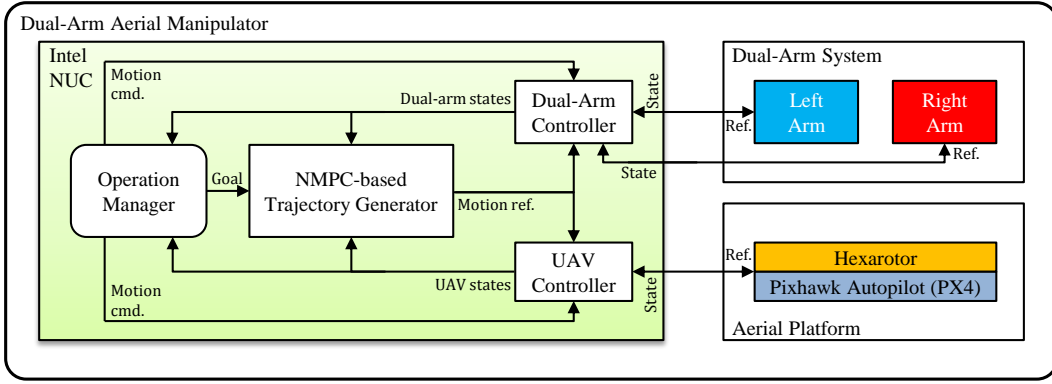 Dual-Arm Aerial Manipulator
Intel
NUC
Motion
cmd.
Dual-arm states
Dual-Arm
Controller
State
Ref.
Dual-Arm System
Left
Arm
Right
Arm
Ref.
State
Operation
Manager
Goal
NMPC-based
Trajectory Generator
Motion ref.
UAV
Controller
UAV states
State
Ref.
Motion
cmd.
Hexarotor
Pixhawk Autopilot (PX4)
Aerial Platform